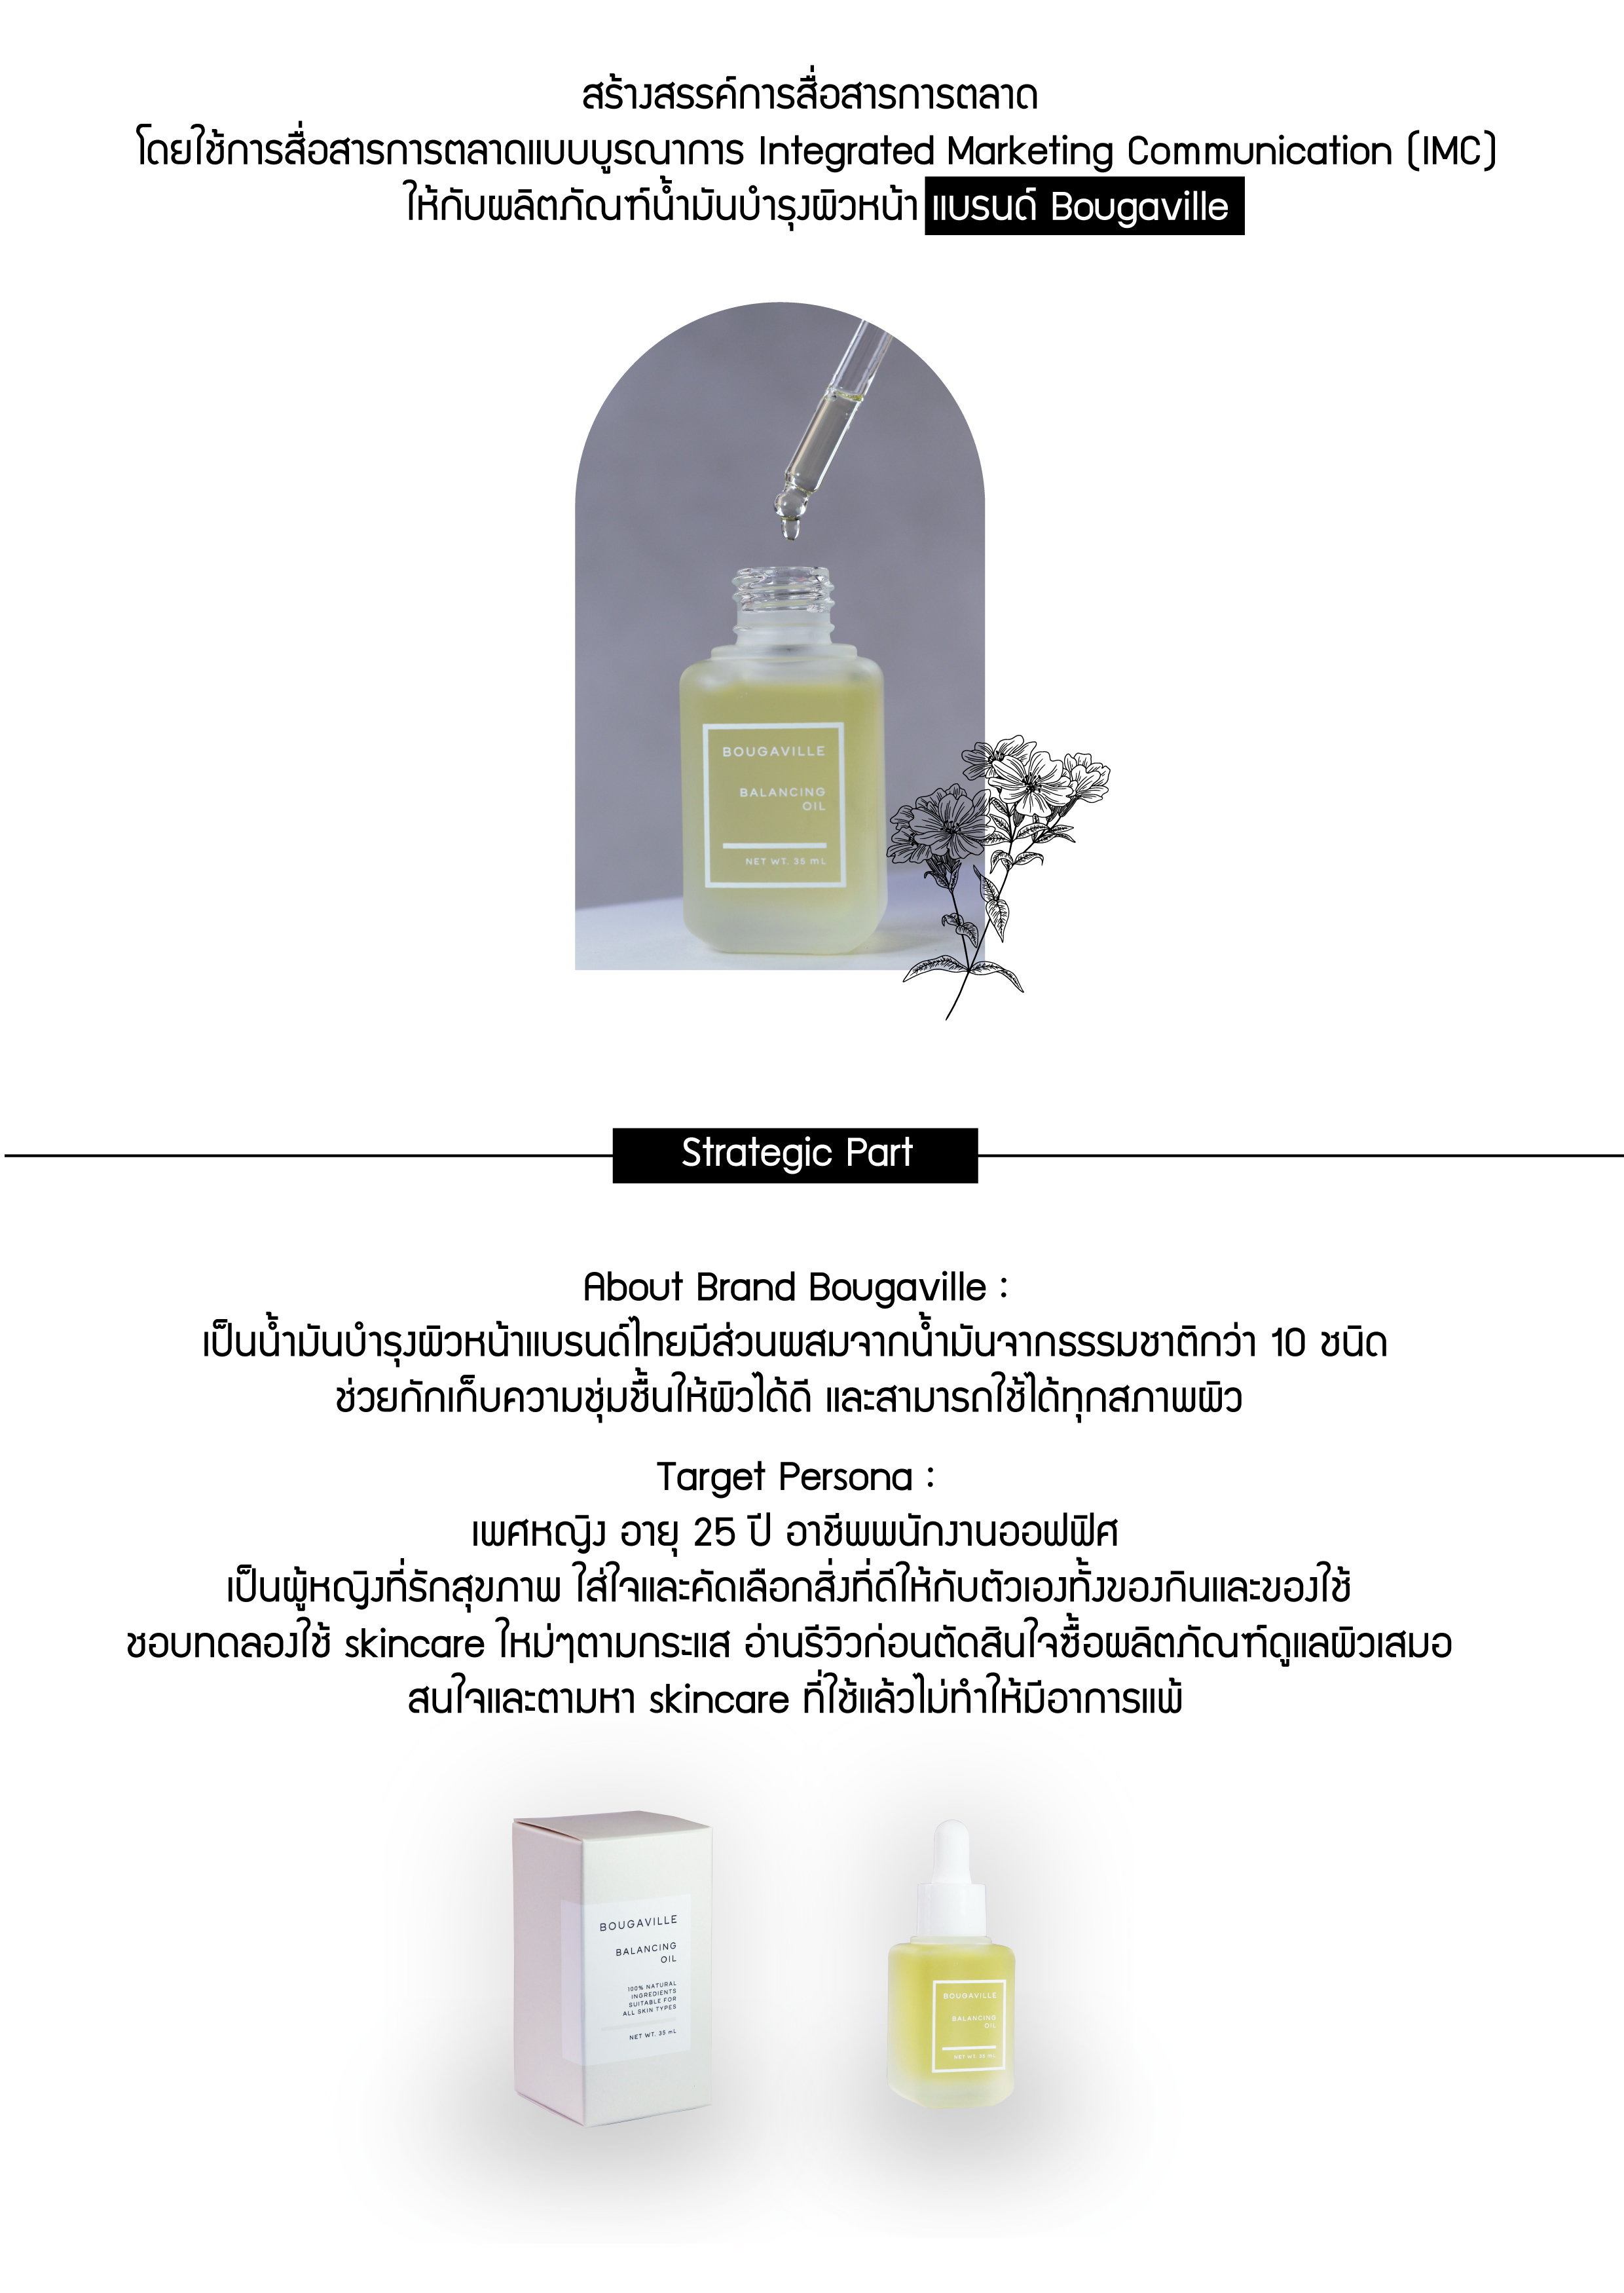 สร้างสรรค์การสื่อสารการตลาด
โดยใช้การสื่อสารการตลาดแบบบูรณาการ Integrated Marketing Communication (IMC)
ให้กับผลิตภัณฑ์น้ำมันบำรุงผิวหน้า แบรนด์ Bougaville
BOUGAVILLE
BALANCING
OIL
NET WT. 35 mL
Strategic Part
About Brand Bougaville :
เป็นน้ำมันบำรุงผิวหน้าแบรนด์ไทยมีส่วนผสมจากน้ำมันจากธรรมชาติกว่า 10 ชนิด
ช่วยกักเก็บความชุ่มชื้นให้ผิวได้ดี และสามารถใช้ได้ทุกสภาพผิว
Target Persona :
เพศหญิง อายุ 25 ปี อาชีพพนักงานออฟฟิศ
เป็นผู้หญิงที่รักสุขภาพ ใส่ใจและคัดเลือกสิ่งที่ดีให้กับตัวเองทั้งของกินและของใช้
ชอบทดลองใช้ skincare ใหม่ๆตามกระแส อ่านรีวิวก่อนตัดสินใจซื้อผลิตภัณฑ์ดูแลผิวเสมอ
สนใจและตามหา skincare ที่ใช้แล้วไม่ทำให้มีอาการแพ้
BOUGAVILLE
BALANCING
OIL
100% NATURAL
INGREDIENTS
SUITABLE FOR
ALL SKIN TYPES
NET WT. 35 mL
BOUGAVILLE
BALANCING
OIL
NET WT. 35 mL